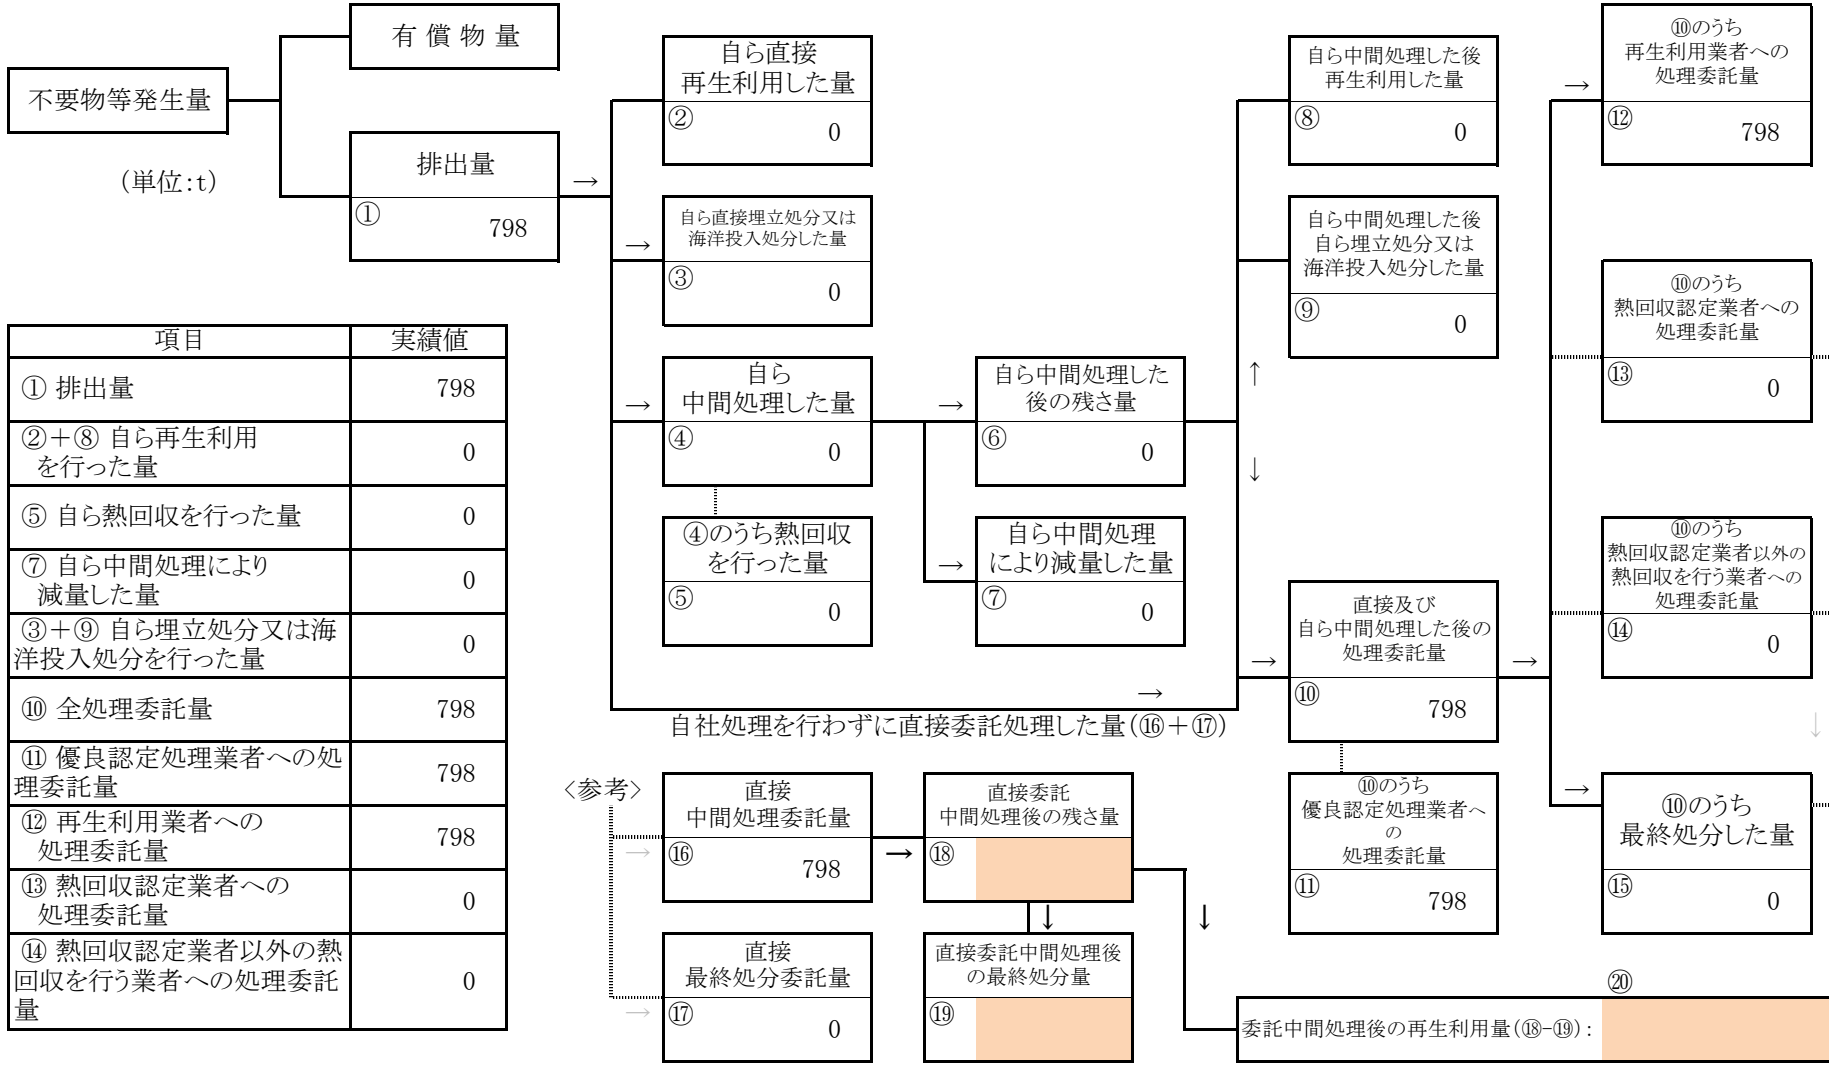 有 償 物 量
不要物等発生量
(単位:t)
排出量
①
798
→
自ら直接
再生利用した量
②
0
→
自ら直接埋立処分又は
海洋投入処分した量
③
0
→
自ら
中間処理した量
④
0
④のうち熱回収
を行った量
⑤
0
→
自ら中間処理した
後の残さ量
⑥
0
→
自ら中間処理
により減量した量
⑦
0
自ら中間処理した後
再生利用した量
⑧
0
自ら中間処理した後
自ら埋立処分又は
海洋投入処分した量
⑨
0
↑
↓
→
→
自社処理を行わずに直接委託処理した量(⑯+⑰)
直接及び
自ら中間処理した後の
処理委託量
⑩
798
→
⑩のうち
優良認定処理業者へ
の
処理委託量
⑪
798
→
⑩のうち
再生利用業者への
処理委託量
⑫
798
⑩のうち
熱回収認定業者への
処理委託量
⑬
0
⑩のうち
熱回収認定業者以外の
熱回収を行う業者への
処理委託量
⑭
0
↓
→
⑩のうち
最終処分した量
⑮
0
項目 実績値
① 排出量 798
②+⑧ 自ら再生利用
を行った量 0
⑤ 自ら熱回収を行った量 0
⑦ 自ら中間処理により
減量した量 0
③+⑨ 自ら埋立処分又は海
洋投入処分を行った量 0
⑩ 全処理委託量 798
⑪ 優良認定処理業者への処
理委託量 798
⑫ 再生利用業者への
処理委託量 798
⑬ 熱回収認定業者への
処理委託量 0
⑭ 熱回収認定業者以外の熱
回収を行う業者への処理委託
量 0
<参考>
→
直接
中間処理委託量
⑯
798
→
直接委託
中間処理後の残さ量
⑱
↓
↓
→
直接
最終処分委託量
⑰
0
直接委託中間処理後
の最終処分量
⑲
⑳
委託中間処理後の再生利用量(⑱-⑲):